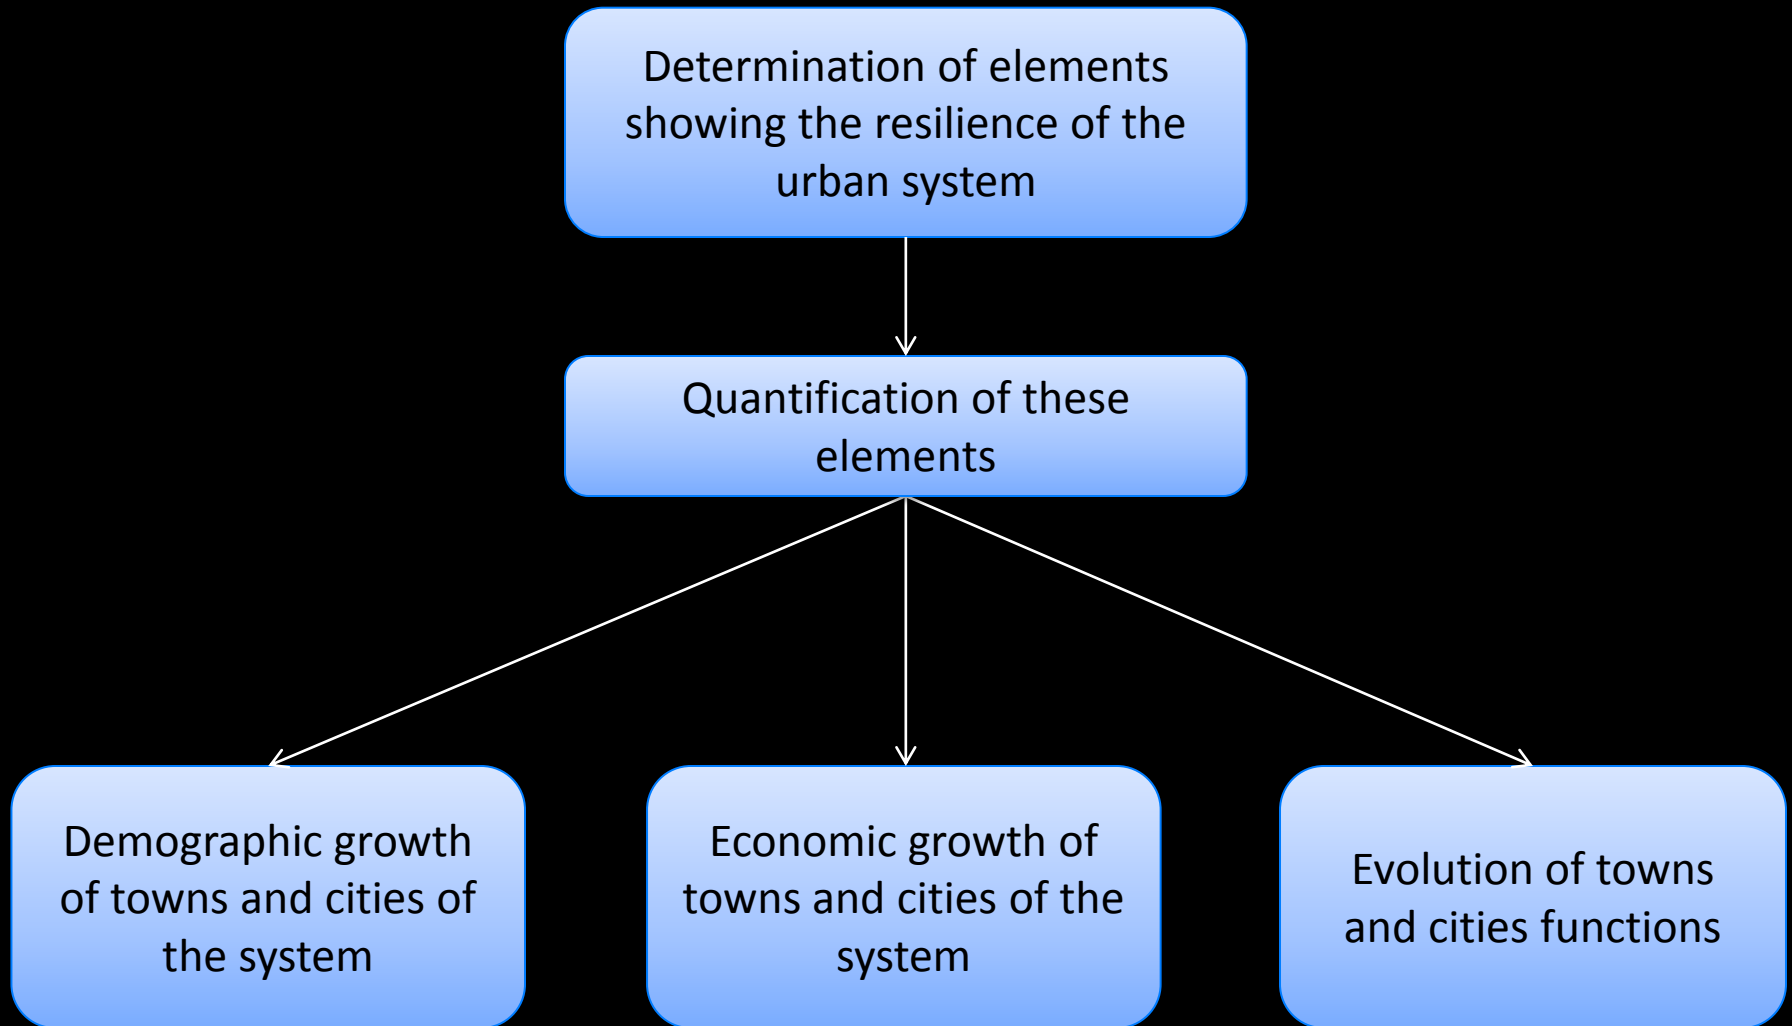 Determination of elements
showing the resilience of the
urban system
Quantification of these
elements
Demographic growth
of towns and cities of
the system
Economic growth of
towns and cities of the
system
Evolution of towns
and cities functions